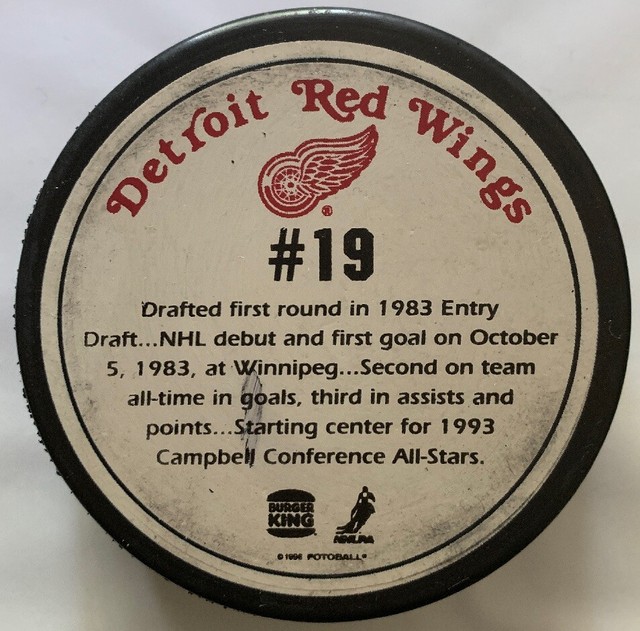 Detroit Red Wings
®
#19
Drafted first round in 1983 Entry
Draft...NHL debut and first goal on October
5, 1983, at Winnipeg...Second on team
all-time in goals, third in assists and
points...Starting center for 1993
Campbell Conference All-Stars.
BURGER
KING
NHLPA
FOTOBALL®